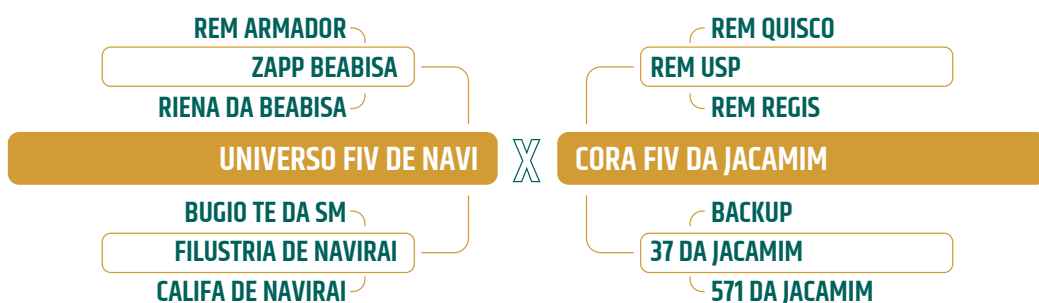 REM ARMADOR
ZAPP BEABISA
RIENA DA BEABISA
UNIVERSO FIV DE NAVI
BUGIO TE DA SM
FILUSTRIA DE NAVIRAI
CALIFA DE NAVIRAI
X
REM QUISCO
REM USP
REM REGIS
CORA FIV DA JACAMIM
BACKUP
37 DA JACAMIM
571 DA JACAMIM